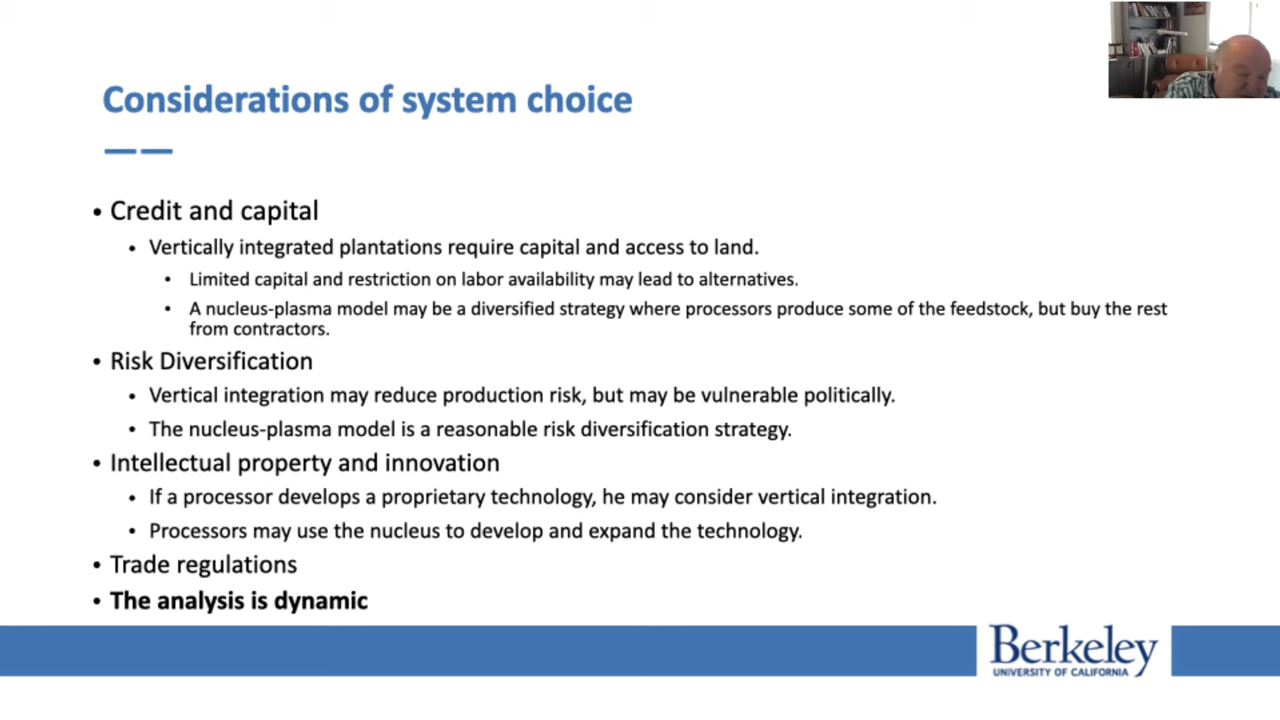 Considerations of system choice
• Credit and capital
• Vertically integrated plantations require capital and access to land.
• Limited capital and restriction on labor availability may lead to alternatives.
• A nucleus-plasma model may be a diversified strategy where processors produce some of the feedstock, but buy the rest
from contractors.
• Risk Diversification
• Vertical integration may reduce production risk, but may be vulnerable politically.
• The nucleus-plasma model is a reasonable risk diversification strategy.
• Intellectual property and innovation
• If a processor develops a proprietary technology, he may consider vertical integration.
• Processors may use the nucleus to develop and expand the technology.
• Trade regulations
• The analysis is dynamic
Berkeley
UNIVERSITY OF CALIFORNIA